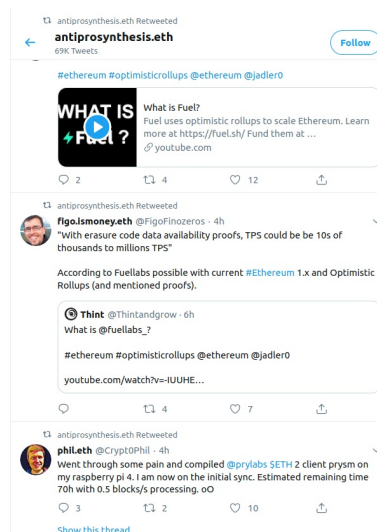 antiprosynthesis.eth Retweeted
antiprosynthesis.eth
69K Tweets
Follow
#ethereum #optimisticrollups @ethereum @jadler0
WHAT IS
Fuel ?
What is Fuel?
Fuel uses optimistic rollups to scale Ethereum. Learn
more at https://fuel.sh/ Fund them at …
youtube.com
2 4 12
antiprosynthesis.eth Retweeted
figo.ismoney.eth @FigoFinozeros · 4h
"With erasure code data availability proofs, TPS could be be 10s of
thousands to millions TPS"
According to Fuellabs possible with current #Ethereum 1.x and Optimistic
Rollups (and mentioned proofs).
Thint @Thintandgrow · 6h
What is @fuellabs_?
#ethereum #optimisticrollups @ethereum @jadler0
youtube.com/watch?v=-IUUHE…
4 7
antiprosynthesis.eth Retweeted
phil.eth @Crypt0Phil · 4h
Went through some pain and compiled @prylabs $ETH 2 client prysm on
my raspberry pi 4. I am now on the initial sync. Estimated remaining time
70h with 0.5 blocks/s processing. oO
3 2 10
Show this thread